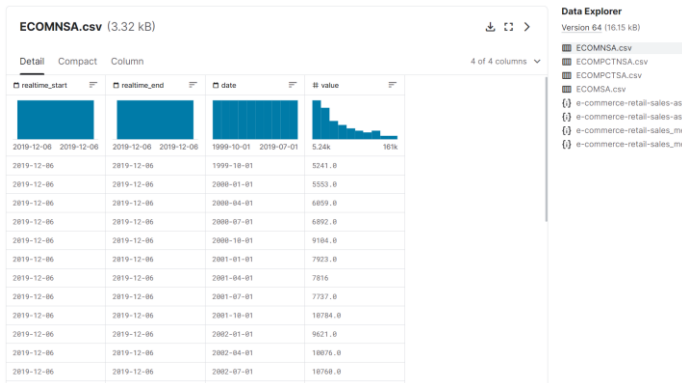 ECOMNSA.csv (3.32 kB)
Detail Compact Column
4 of 4 columns
realtime_start realtime_end date # value
2019-12-06 2019-12-06 2019-12-06 2019-12-06 1999-10-01 2019-07-01 5.24k 161k
2019-12-06 2019-12-06 1999-10-01 5241.0
2019-12-06 2019-12-06 2000-01-01 5553.0
2019-12-06 2019-12-06 2000-04-01 6059.0
2019-12-06 2019-12-06 2000-07-01 6892.0
2019-12-06 2019-12-06 2000-10-01 9104.0
2019-12-06 2019-12-06 2001-01-01 7923.0
2019-12-06 2019-12-06 2001-04-01 7816
2019-12-06 2019-12-06 2001-07-01 7737.0
2019-12-06 2019-12-06 2001-10-01 10784.0
2019-12-06 2019-12-06 2002-01-01 9621.0
2019-12-06 2019-12-06 2002-04-01 10076.0
2019-12-06 2019-12-06 2002-07-01 10760.0
Data Explorer
Version 64 (16.15 kB)
ECOMNSA.csv
ECOMPCTNSA.csv
ECOMPCTSA.csv
ECOMSA.csv
e-commerce-retail-sales-as
e-commerce-retail-sales-as
e-commerce-retail-sales_m
e-commerce-retail-sales_m